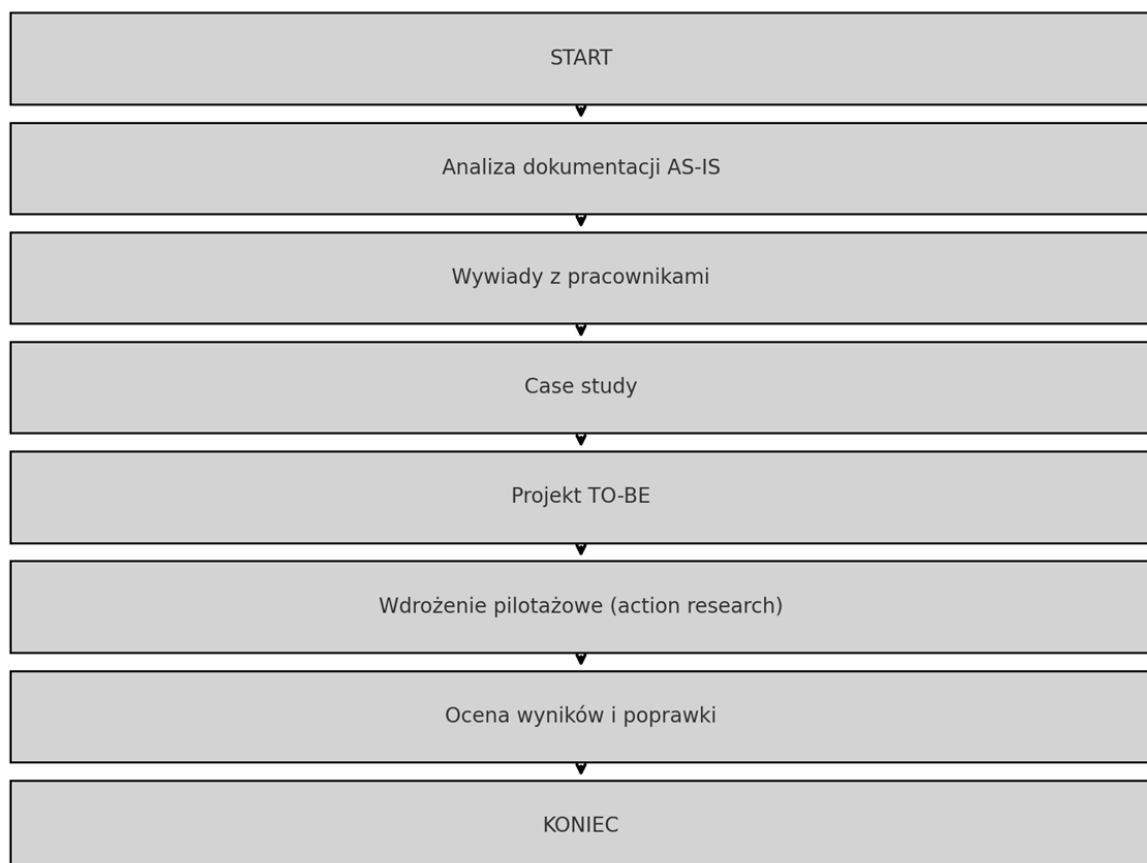 START
Analiza dokumentacji AS-IS
Wywiady z pracownikami
Case study
Projekt TO-BE
Wdrożenie pilotażowe (action research)
Ocena wyników i poprawki
KONIEC